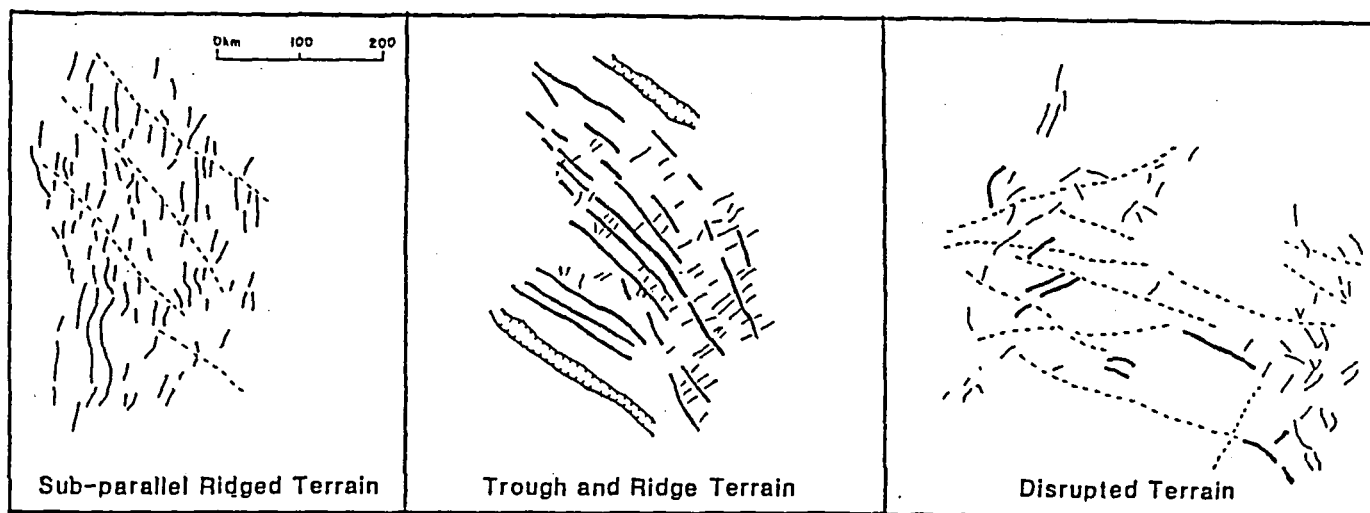 0km 100 200
Sub-parallel Ridged Terrain
Trough and Ridge Terrain
Disrupted Terrain